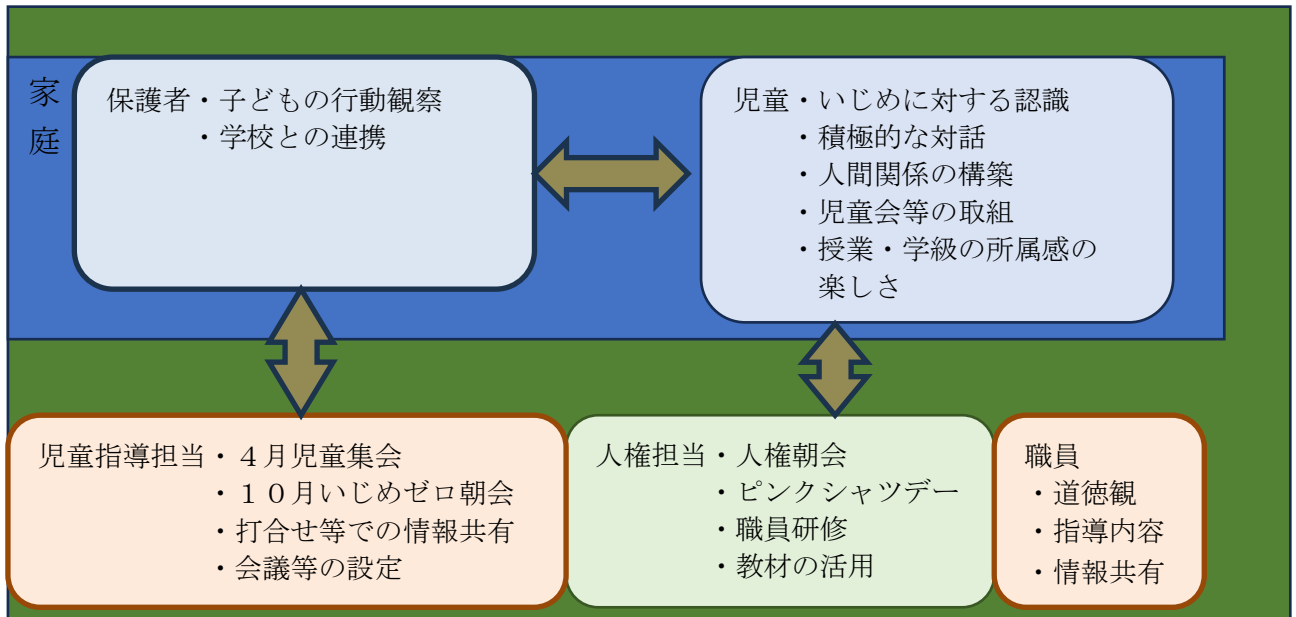 家庭
保護者・子どもの行動観察
・学校との連携
児童・いじめに対する認識
・積極的な対話
・人間関係の構築
・児童会等の取組
・授業・学級の所属感の
楽しさ
児童指導担当・４月児童集会
・１０月いじめゼロ朝会
・打合せ等での情報共有
・会議等の設定
人権担当・人権朝会
・ピンクシャツデー
・職員研修
・教材の活用
職員
・道徳観
・指導内容
・情報共有